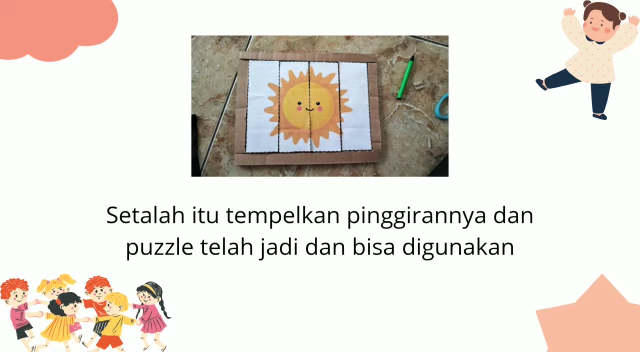 Setalah itu tempelkan pinggirannya dan
puzzle telah jadi dan bisa digunakan